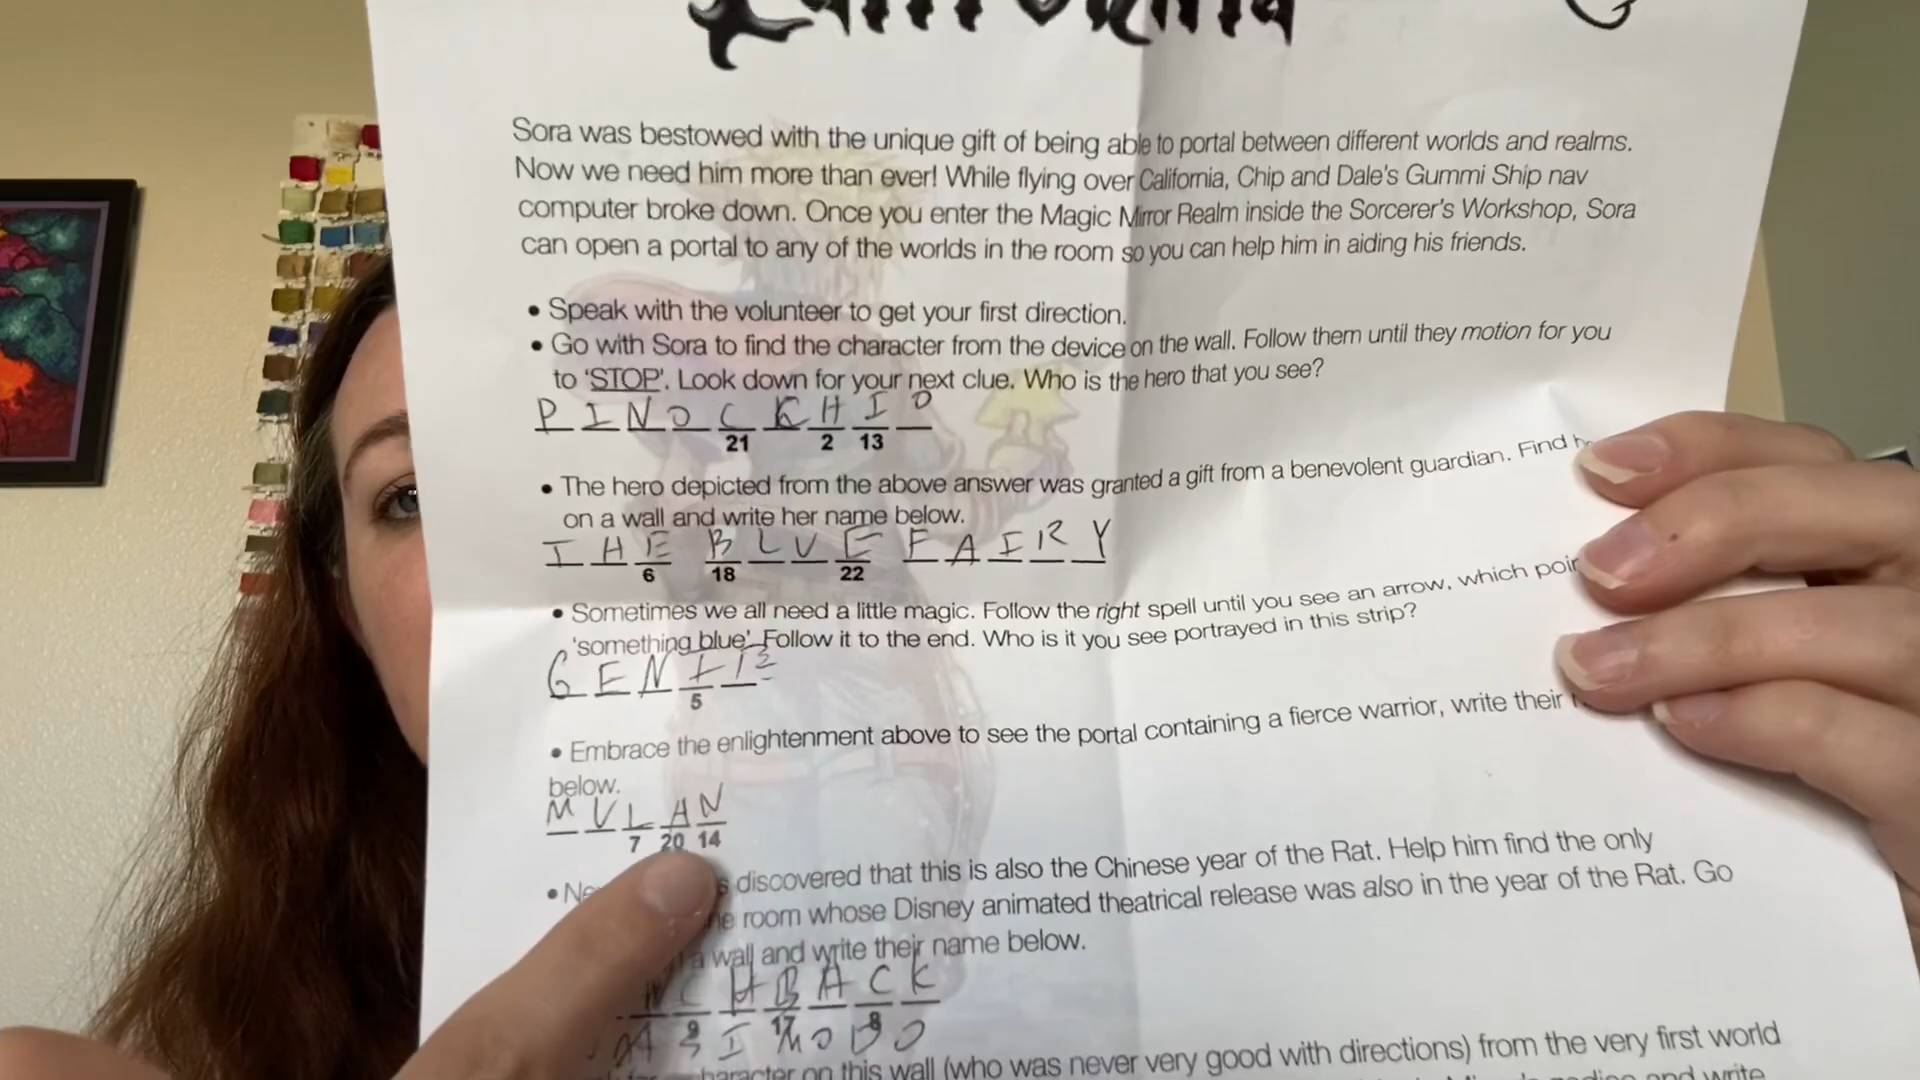 California
Sora was bestowed with the unique gift of being able to portal between different worlds and realms.
Now we need him more than ever! While flying over California, Chip and Dale's Gummi Ship nav
computer broke down. Once you enter the Magic Mirror Realm inside the Sorcerer's Workshop, Sora
can open a portal to any of the worlds in the room so you can help him in aiding his friends.
• Speak with the volunteer to get your first direction.
• Go with Sora to find the character from the device on the wall. Follow them until they motion for you
to 'STOP'. Look down for your next clue. Who is the hero that you see?
P I N O C K H I O
21 2 13
• The hero depicted from the above answer was granted a gift from a benevolent guardian. Find
on a wall and write her name below.
THE BLUE FAIRY
6 18 22
• Sometimes we all need a little magic. Follow the right spell until you see an arrow, which
'something blue'. Follow it to the end. Who is it you see portrayed in this strip?
GENII?
5
• Embrace the enlightenment above to see the portal containing a fierce warrior, write their
below.
MULAN
7 20 14
• discovered that this is also the Chinese year of the Rat. Help him find the only
room whose Disney animated theatrical release was also in the year of the Rat. Go
a wall and write their name below.
NCHBACK
9 17 8
ASIMODO
character on this wall (who was never very good with directions) from the very first world
and write